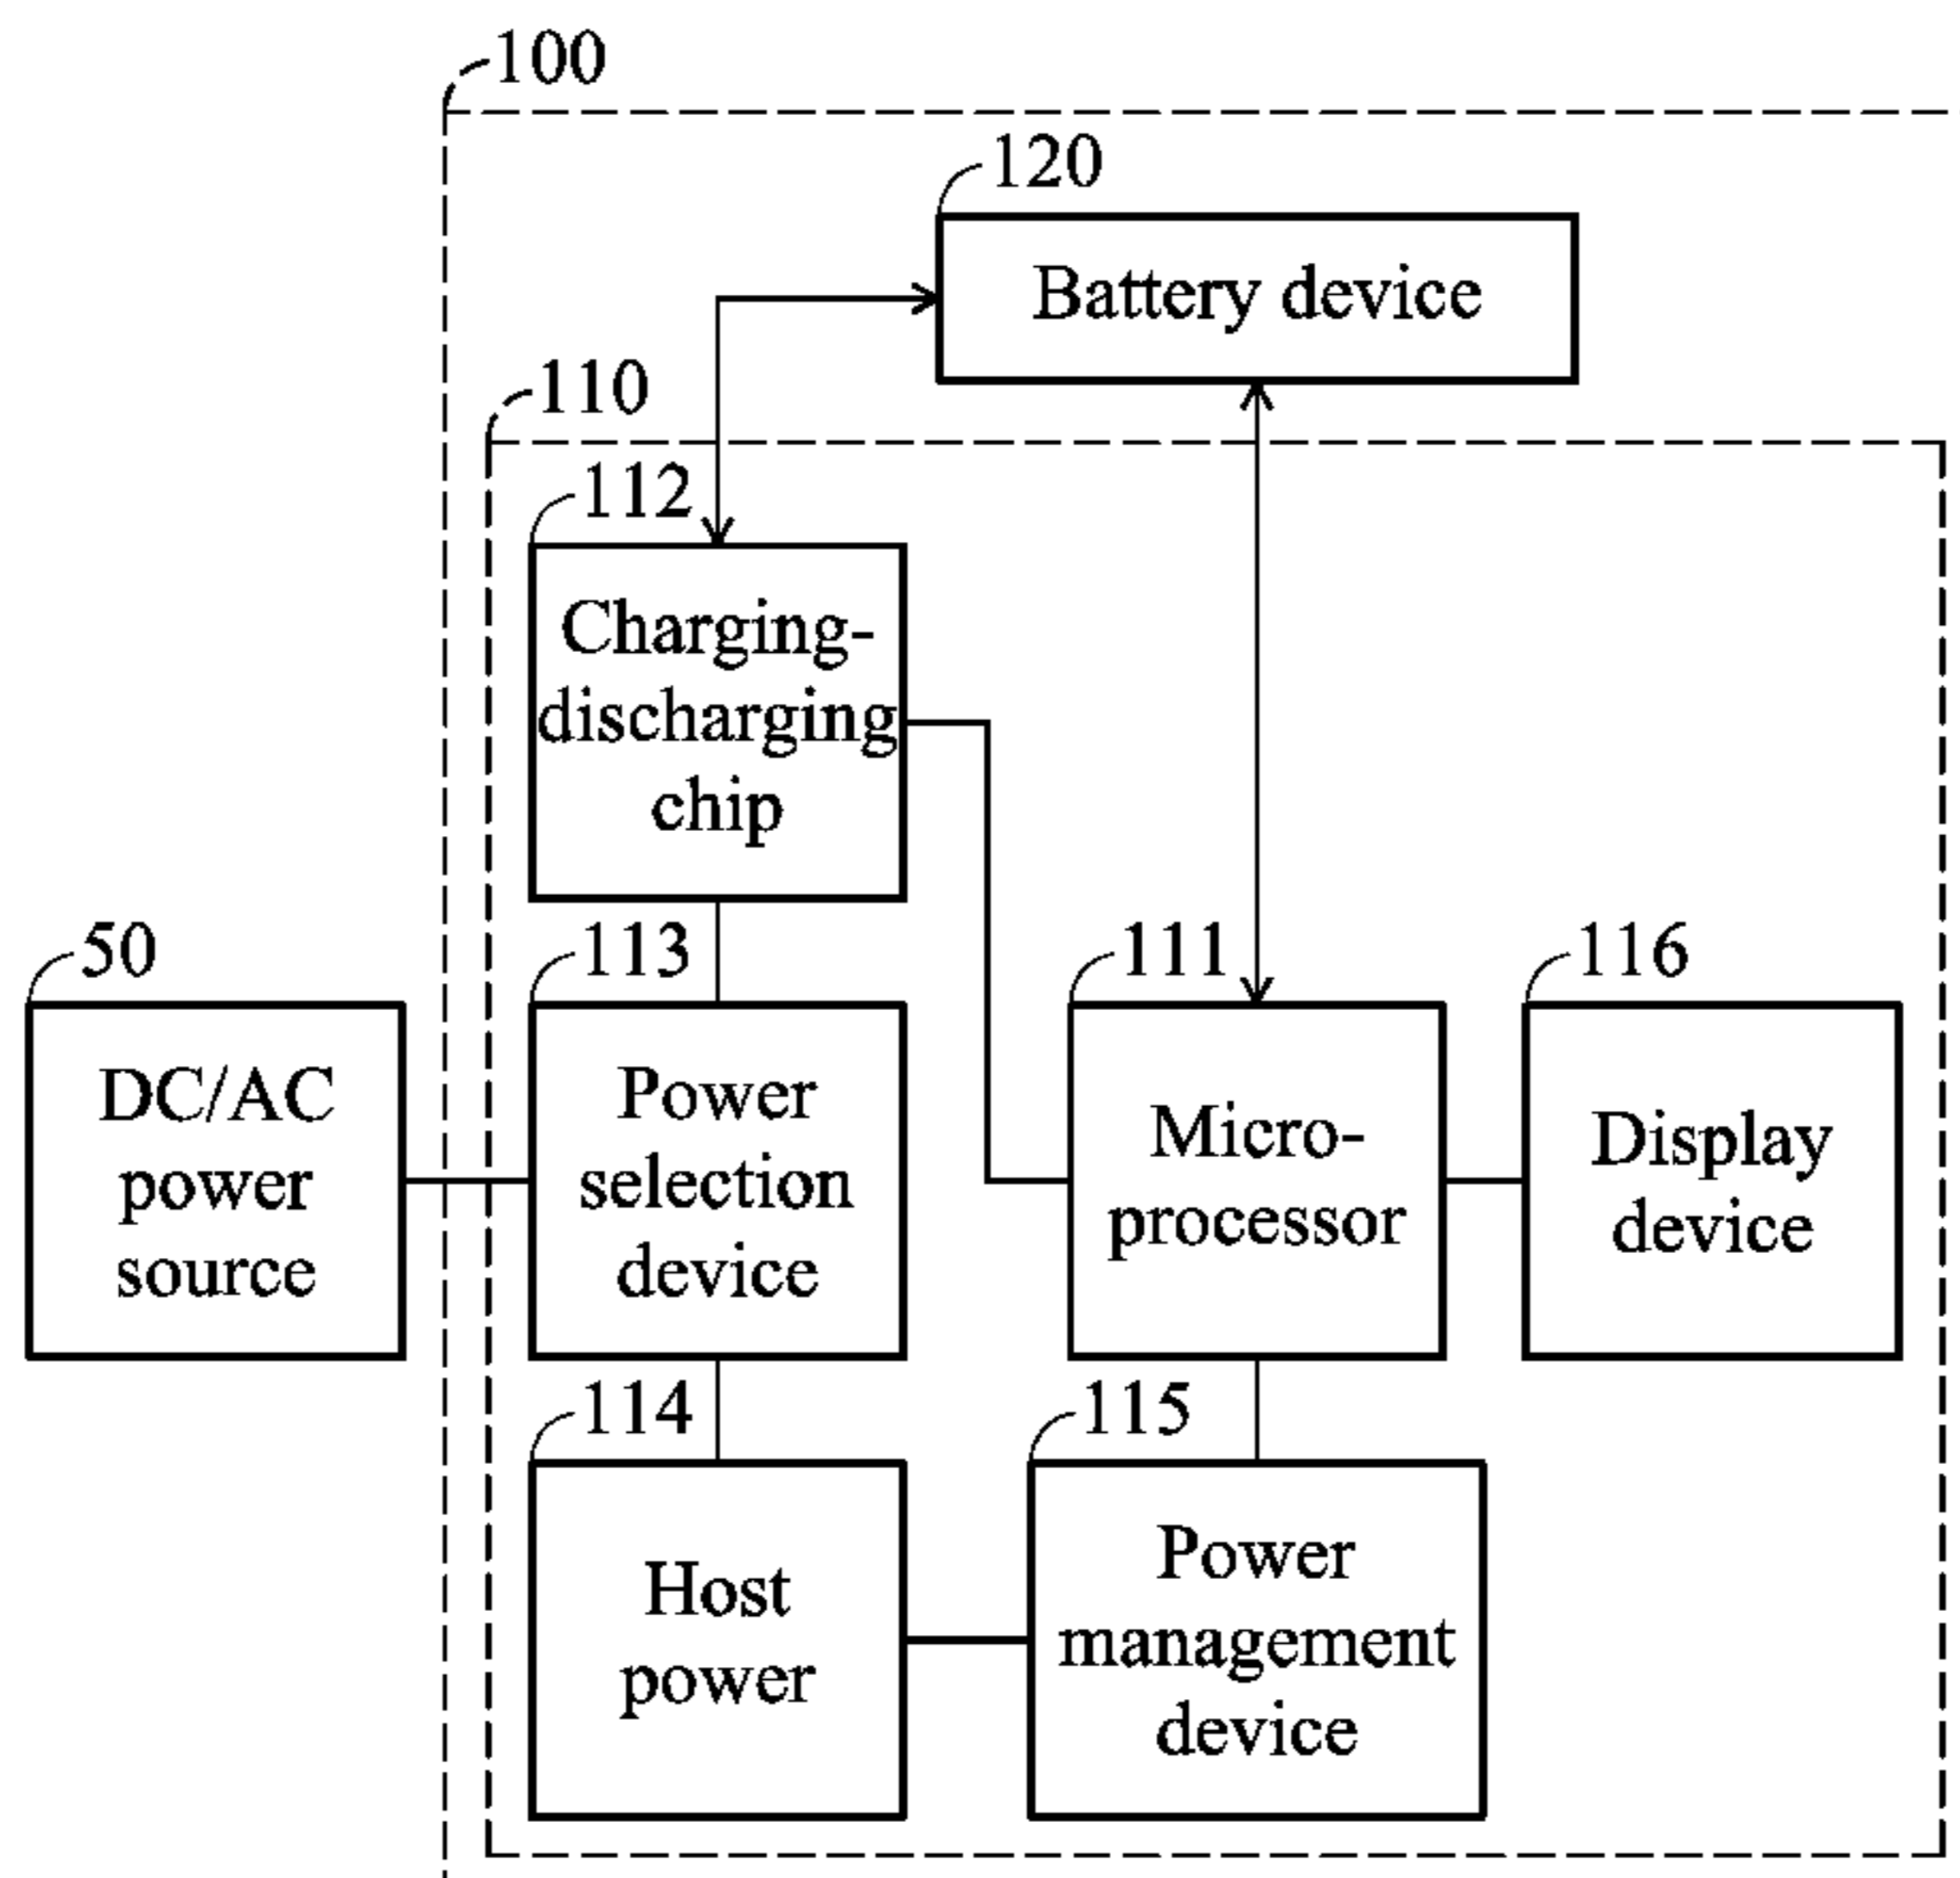 100
120
Battery device
110
112
Charging-
discharging
chip
50
DC/AC
power
source
113
Power
selection
device
111
Micro-
processor
116
Display
device
114
Host
power
115
Power
management
device